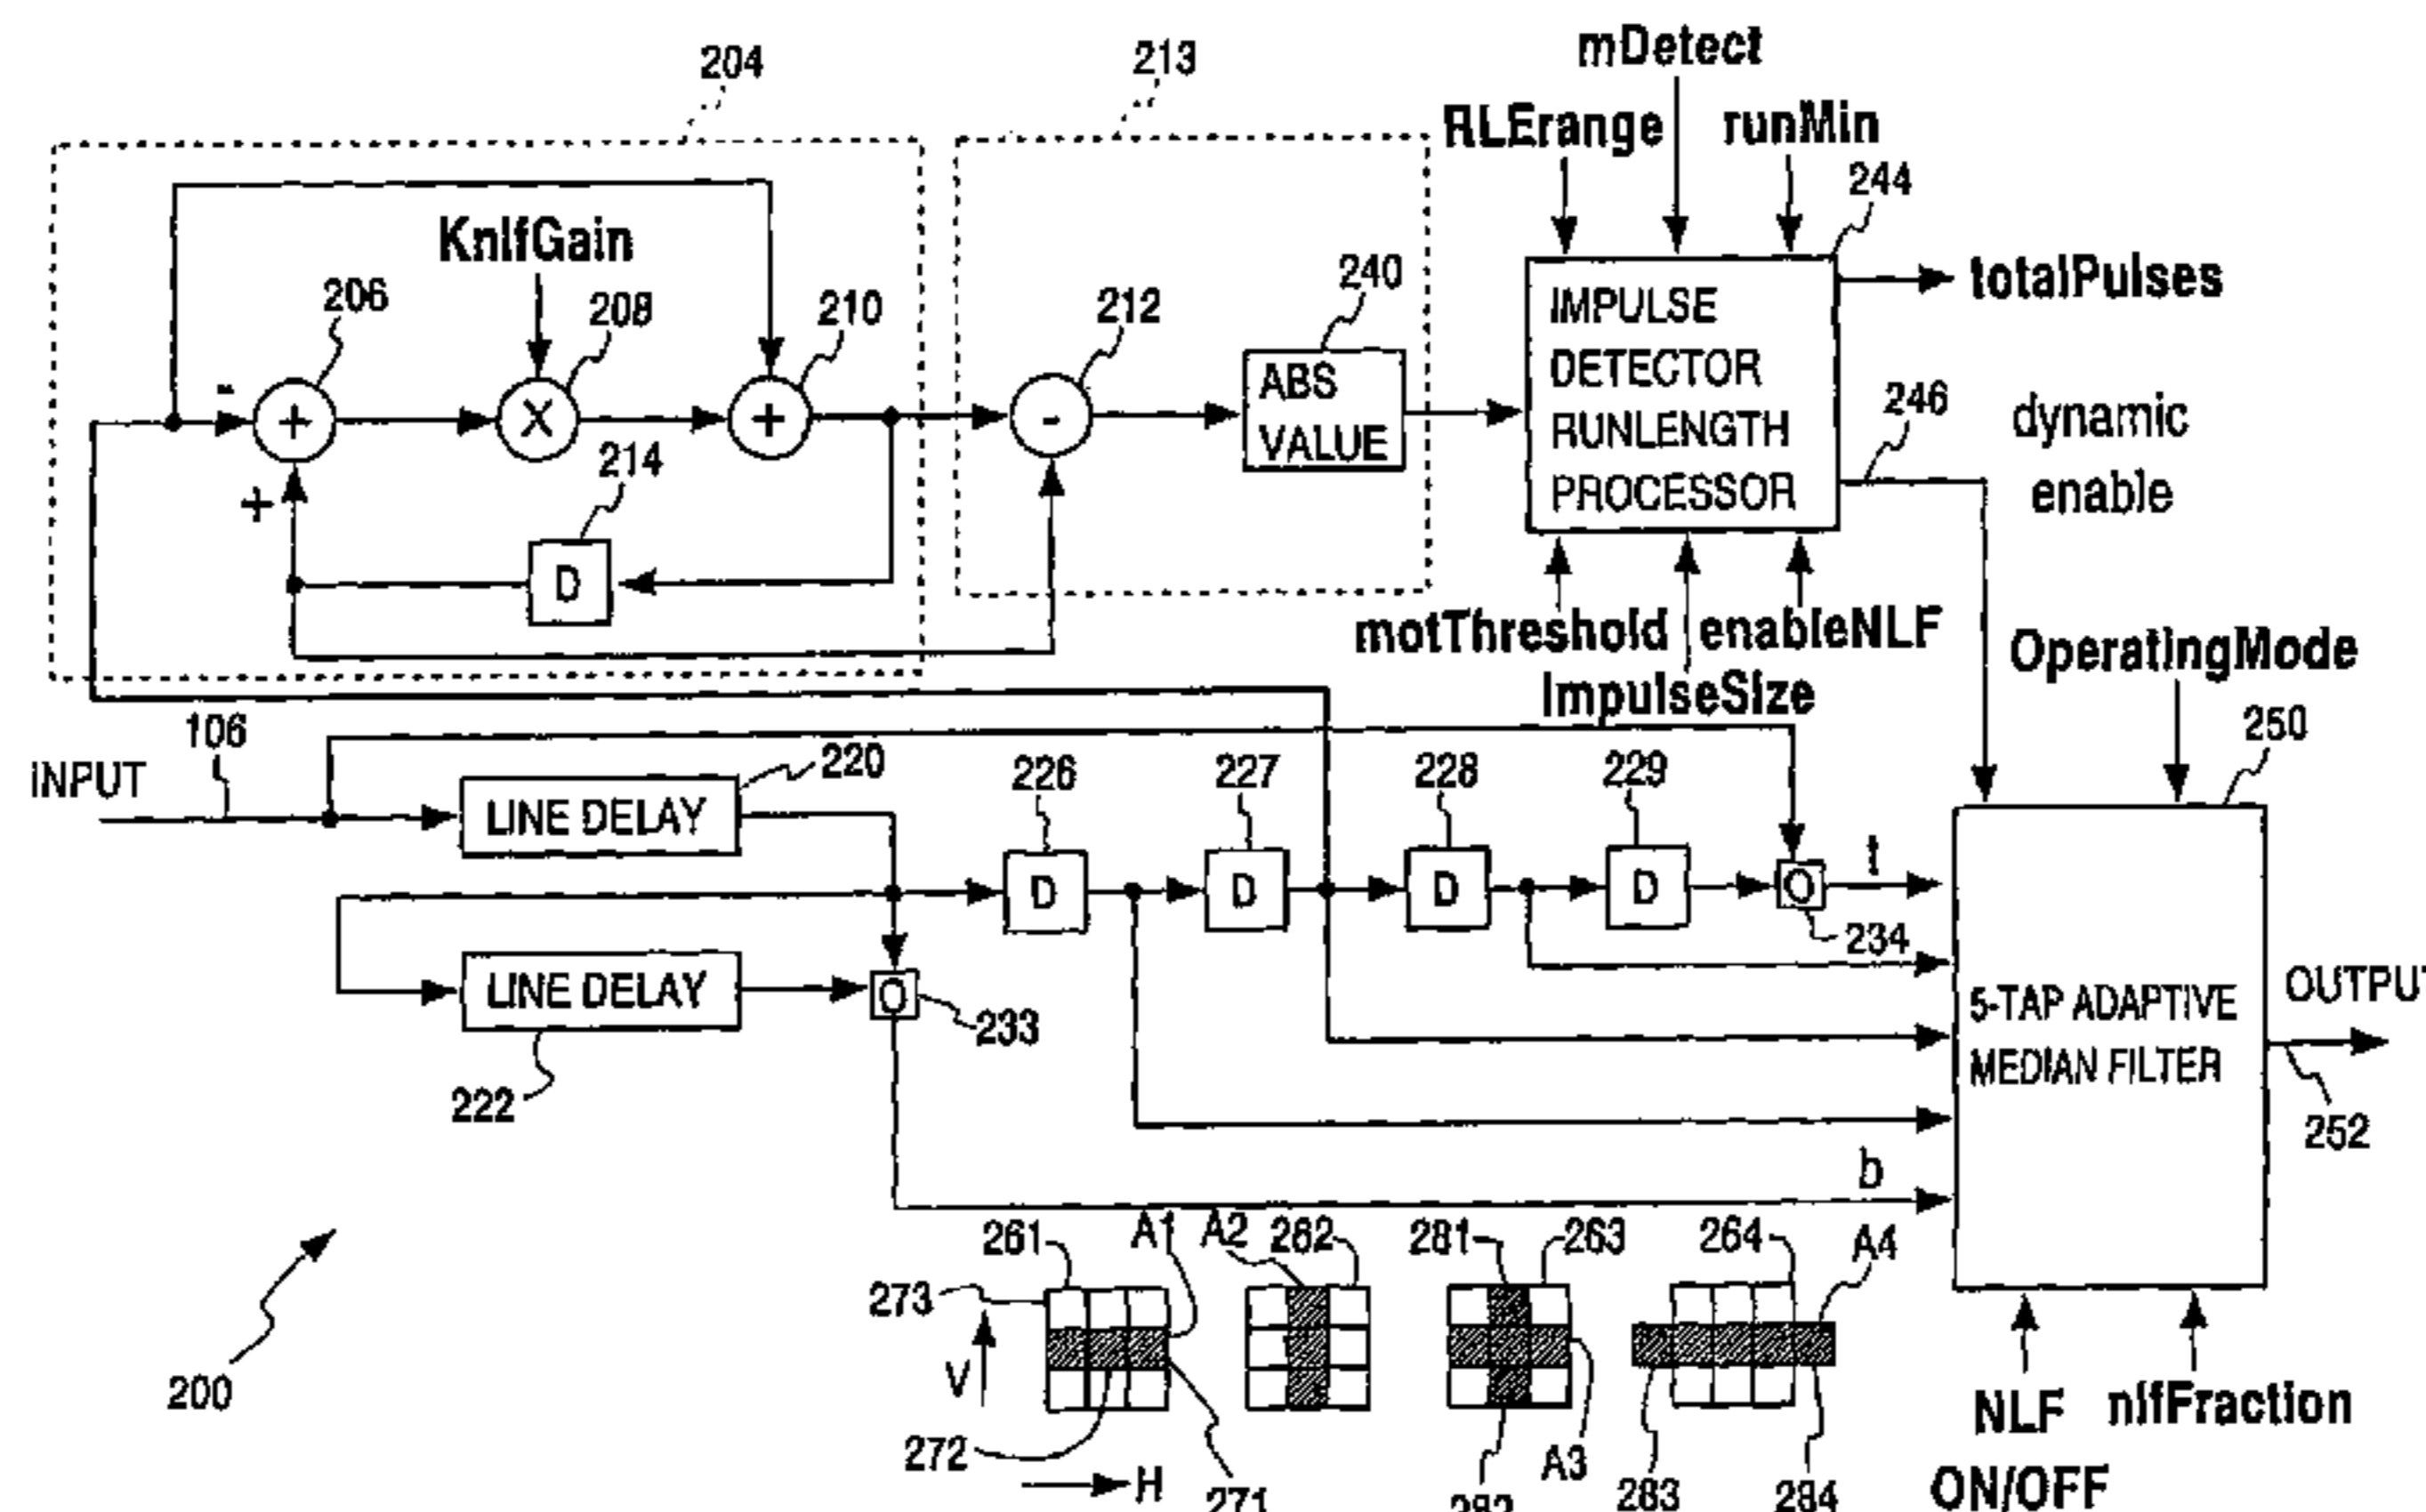 204
213
mDetect
RLErange
runMin
244
KnlfGain
206
208
210
212
240
-
+
X
+
-
ABS
VALUE
IMPULSE
DETECTOR
RUNLENGTH
PROCESSOR
totalPulses
246
dynamic
enable
214
+
D
motThreshold
enableNLF
ImpulseSize
OperatingMode
106
INPUT
220
LINE DELAY
226
227
228
229
250
D
D
D
D
O
t
234
LINE DELAY
O
233
222
5-TAP ADAPTIVE
MEDIAN FILTER
OUTPUT
252
b
261
A1
A2
262
281
263
264
A4
273
V
272
H
271
282
A3
283
284
200
NLF
ON/OFF
nlfFraction